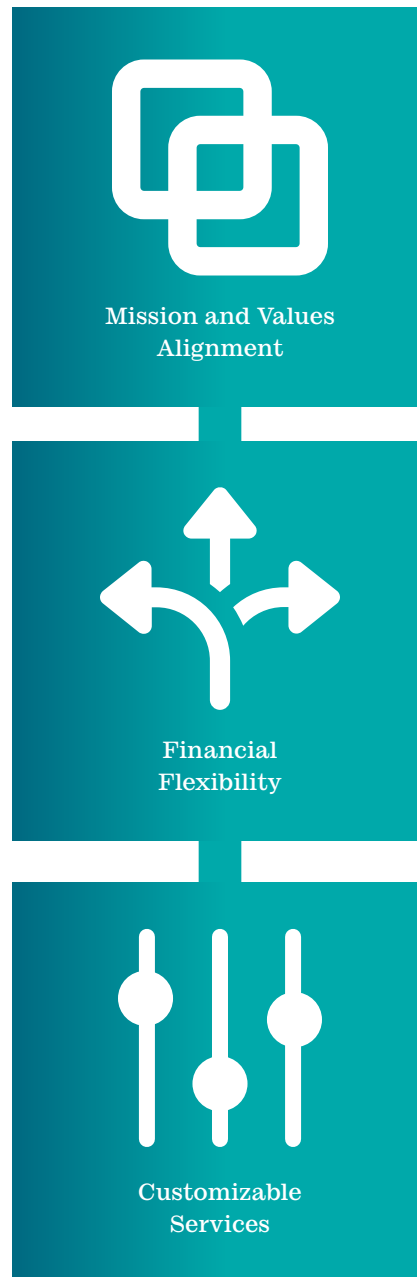 Mission and Values
Alignment
Financial
Flexibility
Customizable
Services